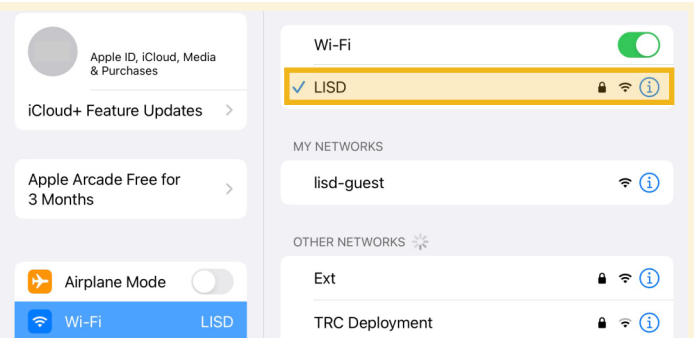 Apple ID, iCloud, Media
& Purchases
iCloud+ Feature Updates
Apple Arcade Free for
3 Months
Airplane Mode
Wi-Fi LISD
Wi-Fi
LISD
MY NETWORKS
lisd-guest
OTHER NETWORKS
Ext
TRC Deployment